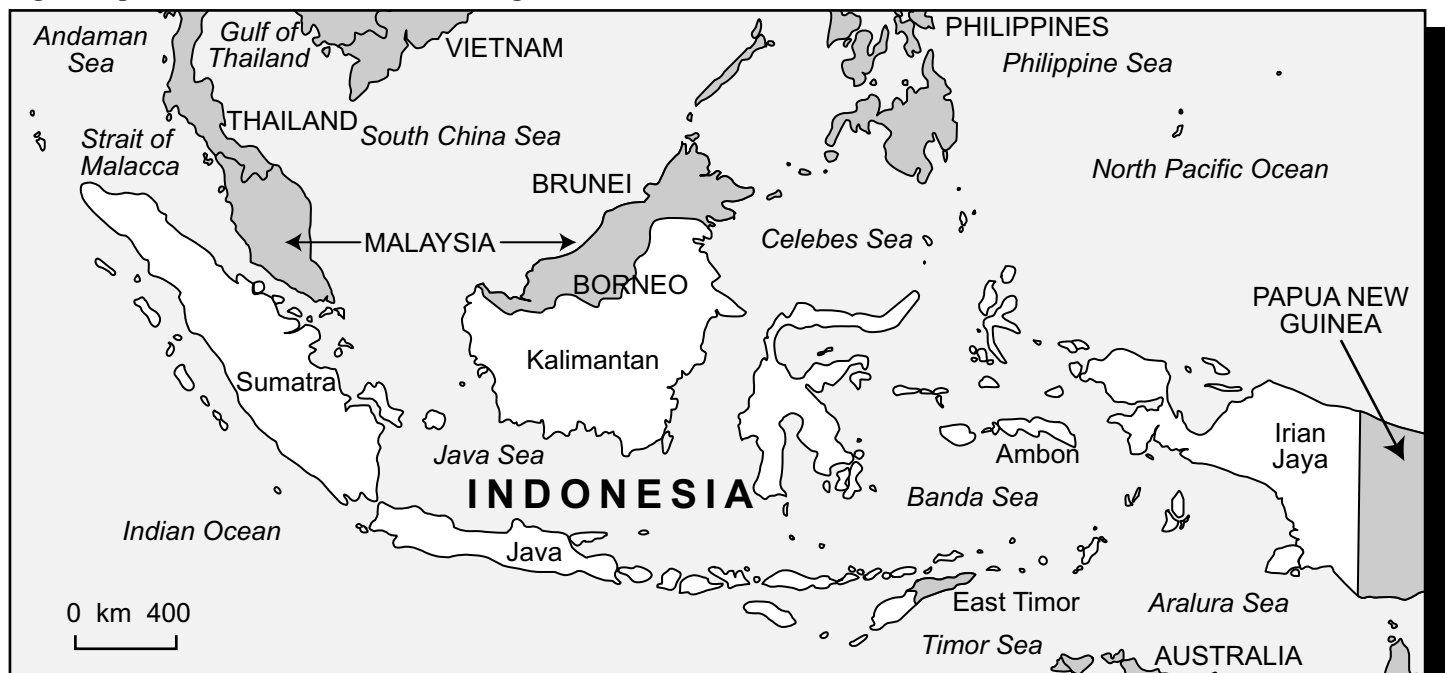 Andaman
Sea
Gulf of
Thailand
VIETNAM
PHILIPPINES
Philippine Sea
THAILAND
South China Sea
Strait of
Malacca
North Pacific Ocean
BRUNEI
MALAYSIA
Celebes Sea
BORNEO
PAPUA NEW
GUINEA
Kalimantan
Sumatra
Irian
Jaya
Java Sea
Ambon
INDONESIA
Banda Sea
Indian Ocean
Java
0 km 400
East Timor
Aralura Sea
Timor Sea
AUSTRALIA